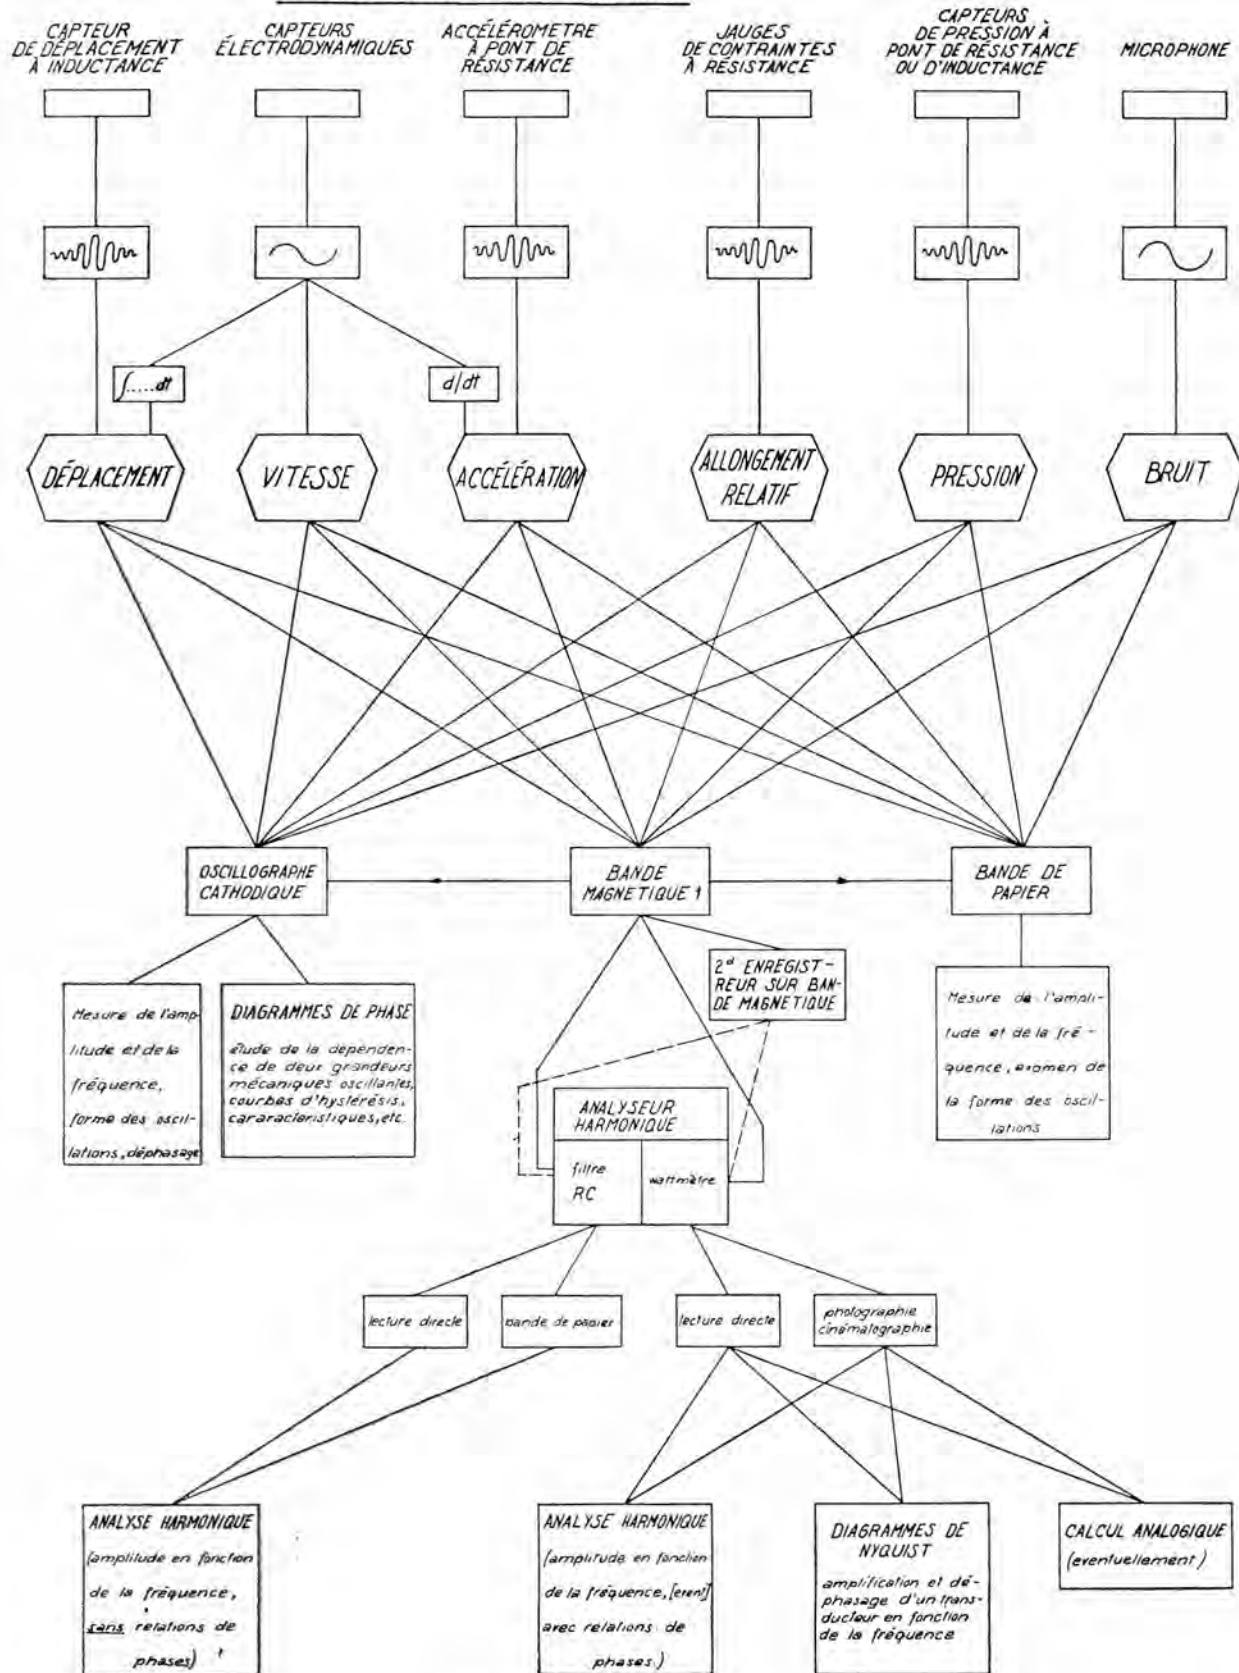 CAPTEUR
DE DÉPLACEMENT
À INDUCTANCE
CAPTEURS
ÉLECTRODYNAMIQUES
ACCÉLÉROMÈTRE
À PONT DE
RÉSISTANCE
JAUGES
DE CONTRAINTES
À RÉSISTANCE
CAPTEURS
DE PRESSION À
PONT DE RÉSISTANCE
OU D'INDUCTANCE
MICROPHONE
∫.....dt
d/dt
DÉPLACEMENT
VITESSE
ACCÉLÉRATION
ALLONGEMENT
RELATIF
PRESSION
BRUIT
OSCILLOGRAPHE
CATHODIQUE
BANDE
MAGNETIQUE 1
BANDE DE
PAPIER
2d ENREGIST-
REUR SUR BAN-
DE MAGNETIQUE
Mesure de l'amp-
litude et de la
fréquence,
forme des oscil-
lations, déphasage
DIAGRAMMES DE PHASE
étude de la dépenden-
ce de deux grandeurs
mécaniques oscillantes,
courbes d'hystérésis,
cararacleristiques, etc.
Mesure de l'ampli-
tude et de la fré-
quence, examen de
la forme des oscil-
lations
ANALYSEUR
HARMONIQUE
filtre
RC
wattmètre
lecture directe
bande de papier
lecture directe
photographie
cinématographie
ANALYSE HARMONIQUE
(amplitude en fonction
de la fréquence,
sans relations de
phases)
ANALYSE HARMONIQUE
(amplitude en fonction
de la fréquence, [event]
avec relations de
phases)
DIAGRAMMES DE
NYQUIST
amplification et dé-
phasage d'un trans-
ducteur en fonction
de la fréquence
CALCUL ANALOGIQUE
(eventuellement)